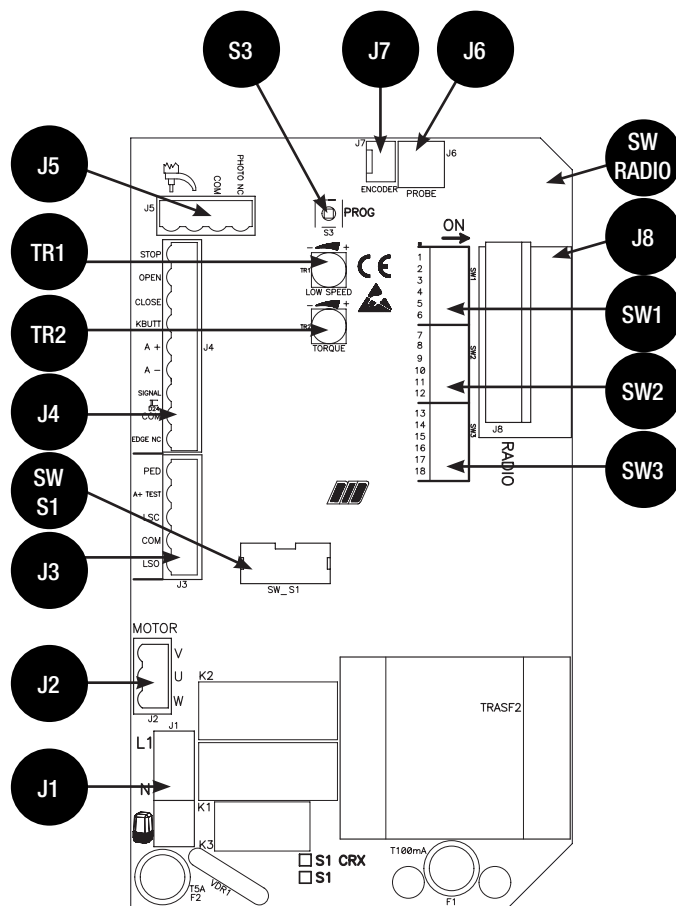 S3
J7
J6
SW RADIO
J5
TR1
TR2
J4
SW S1
J3
J2
J1
J8
SW1
SW2
SW3
PHOTO NC
COM
J5
J7
ENCODER
J6
PROBE
PROG
S3
- +
TR1
LOW SPEED
- +
TR2
TORQUE
CE
ON
1
2
3
4
5
6
SW1
7
8
9
10
11
12
SW2
13
14
15
16
17
18
SW3
J8
RADIO
STOP
OPEN
CLOSE
KBUTT
A +
A -
SIGNAL
COM
EDGE NC
J4
PED
A+ TEST
LSC
COM
LSO
J3
SW_S1
MOTOR
V
U
W
J2
J1
L1
N
K2
K1
K3
TRASF2
S1 CRX
S1
T5A
F2
VDR1
T100mA
F1